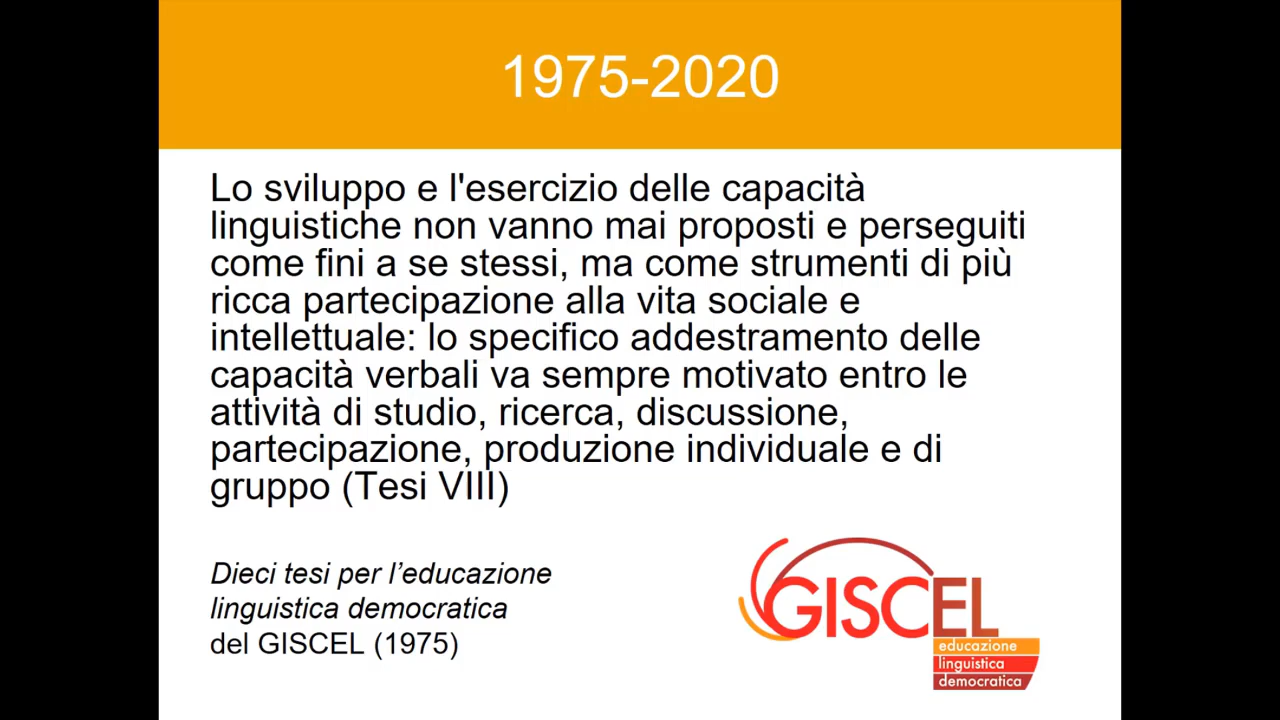 1975-2020
Lo sviluppo e l'esercizio delle capacità
linguistiche non vanno mai proposti e perseguiti
come fini a se stessi, ma come strumenti di più
ricca partecipazione alla vita sociale e
intellettuale: lo specifico addestramento delle
capacità verbali va sempre motivato entro le
attività di studio, ricerca, discussione,
partecipazione, produzione individuale e di
gruppo (Tesi VIII)
Dieci tesi per l’educazione
linguistica democratica
del GISCEL (1975)
GISCEL
educazione
linguistica
democratica